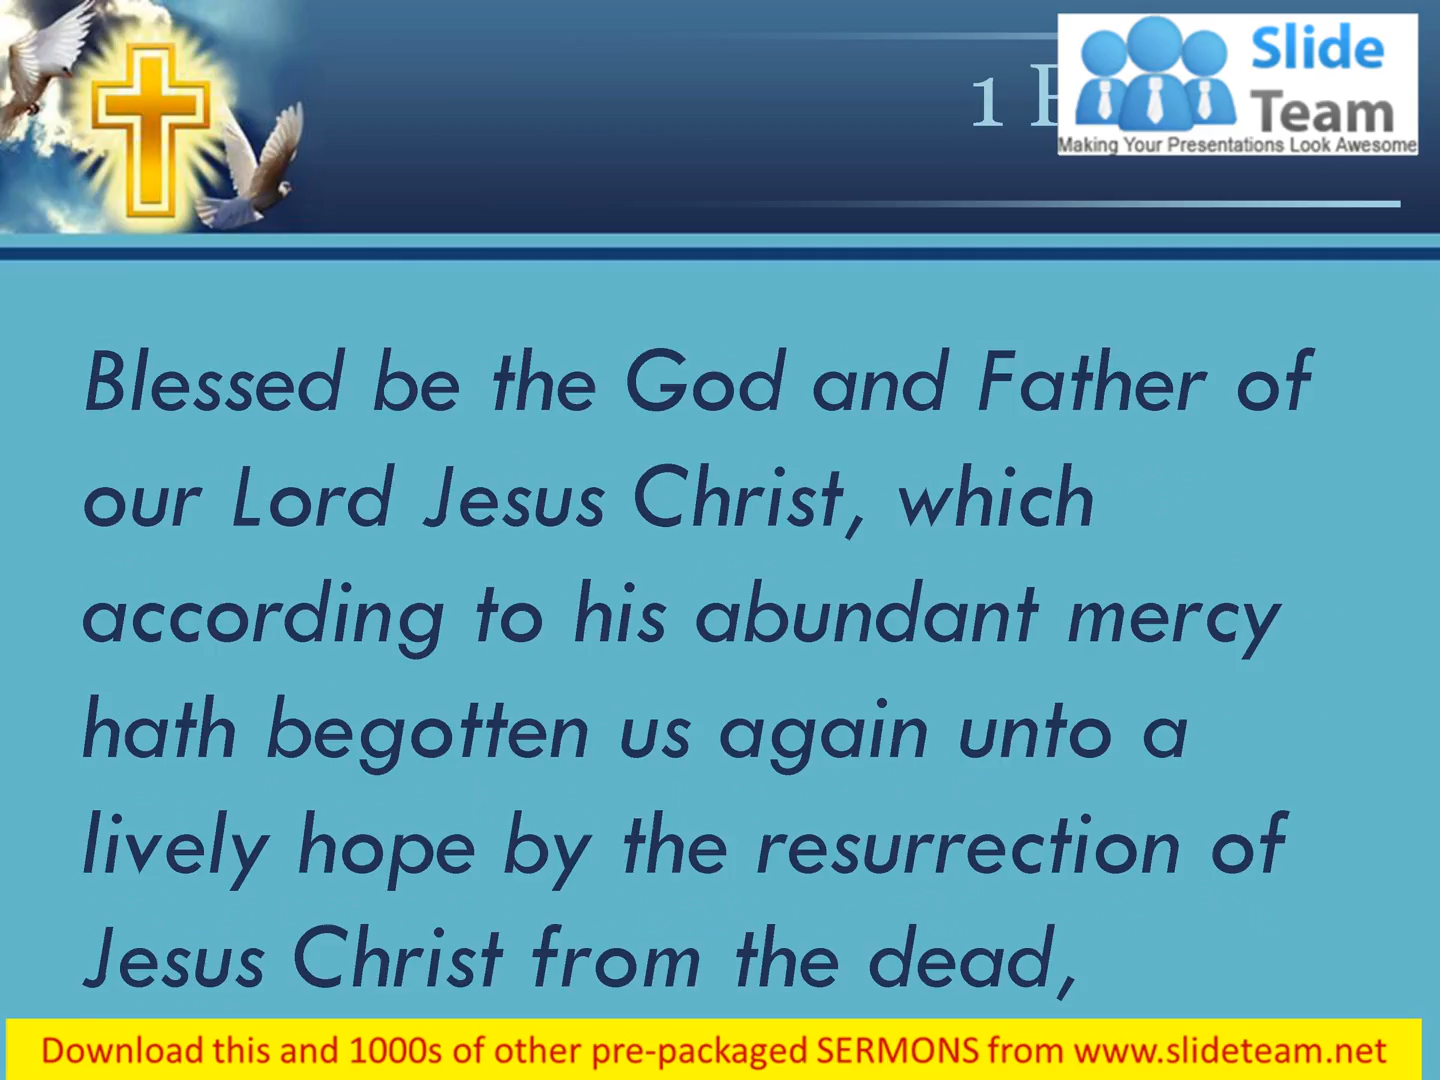 1
Slide
Team
Making Your Presentations Look Awesome
Blessed be the God and Father of
our Lord Jesus Christ, which
according to his abundant mercy
hath begotten us again unto a
lively hope by the resurrection of
Jesus Christ from the dead,
Download this and 1000s of other pre-packaged SERMONS from www.slideteam.net